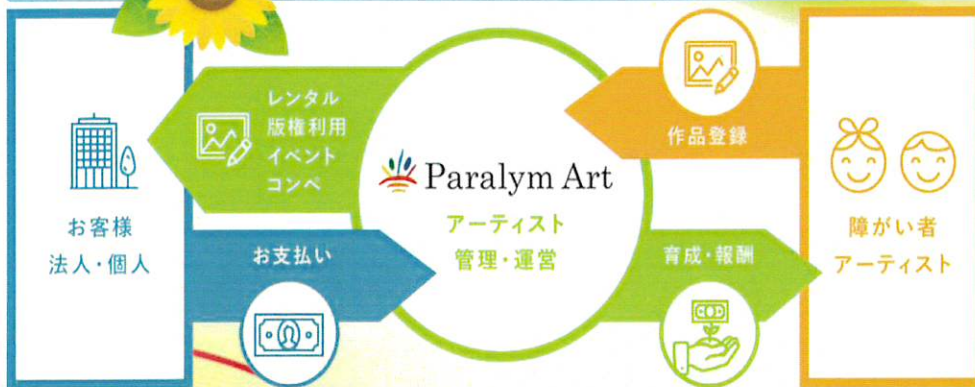 お客様
法人・個人
レンタル
版権利用
イベント
コンペ
お支払い
Paralym Art
アーティスト
管理・運営
作品登録
育成・報酬
障がい者
アーティスト